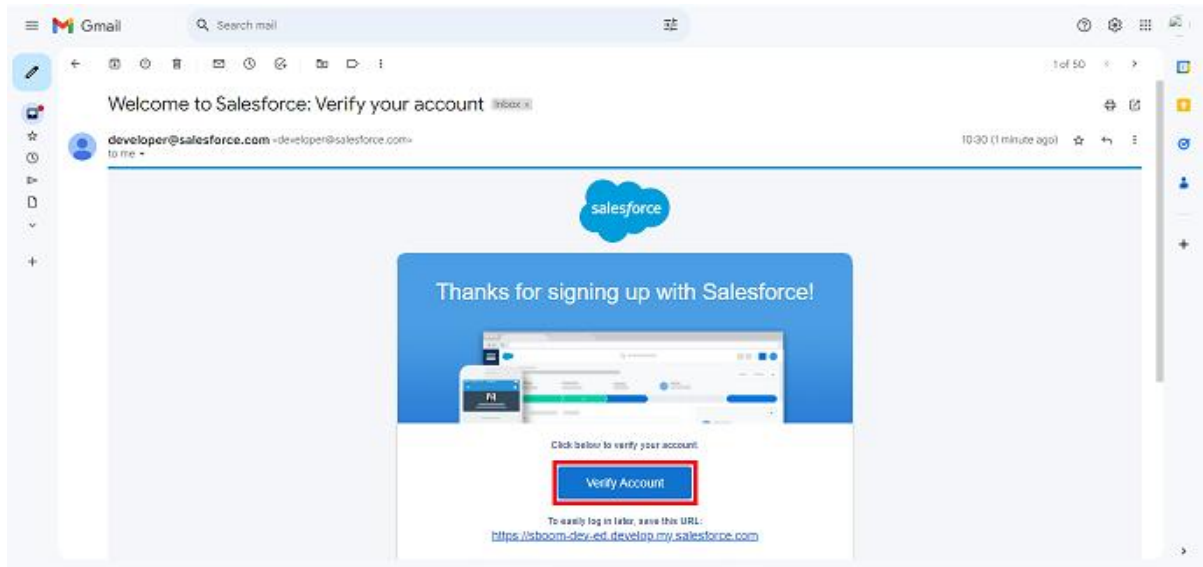 Gmail
Search mail
1 of 50
Welcome to Salesforce: Verify your account Inbox x
developer@salesforce.com <developer@salesforce.com>
10:30 (1 minute ago)
to me
salesforce
Thanks for signing up with Salesforce!
Click below to verify your account.
Verify Account
To easily log in later, save this URL:
https://sboom-dev-ed.develop.my.salesforce.com